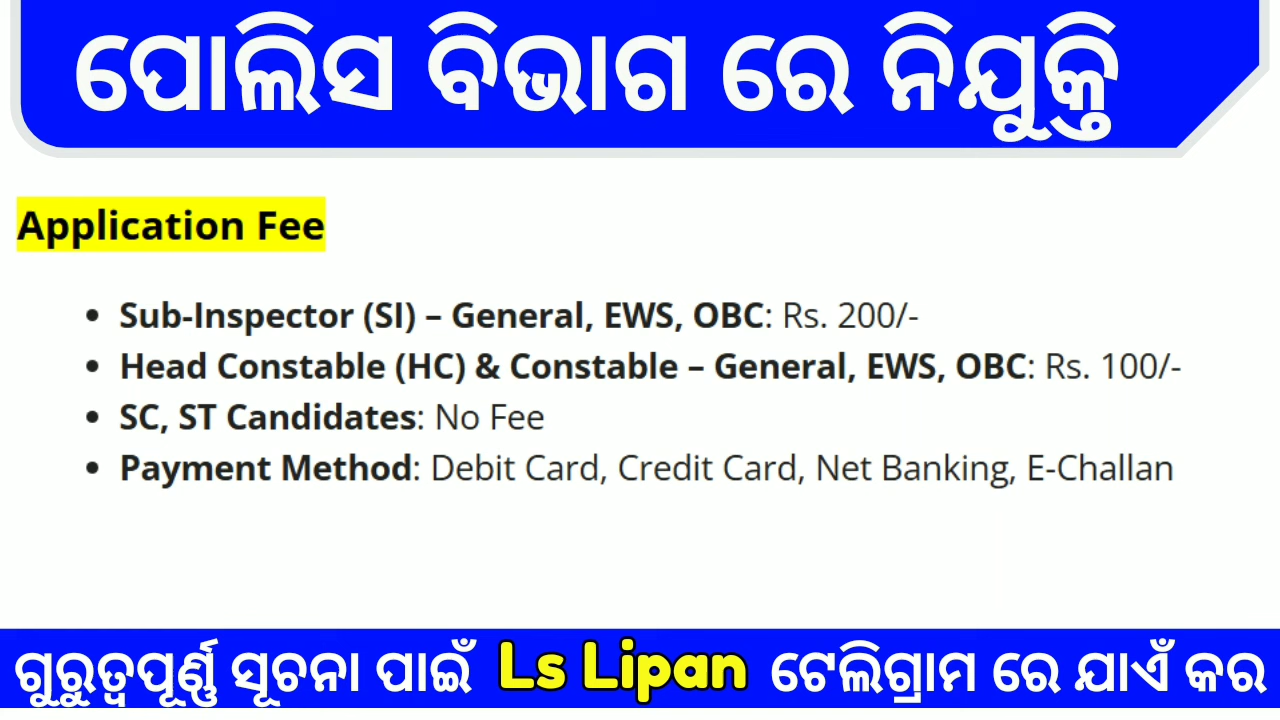 ପୋଲିସ ବିଭାଗ ରେ ନିଯୁକ୍ତି
Application Fee
• Sub-Inspector (SI) – General, EWS, OBC: Rs. 200/-
• Head Constable (HC) & Constable – General, EWS, OBC: Rs. 100/-
• SC, ST Candidates: No Fee
• Payment Method: Debit Card, Credit Card, Net Banking, E-Challan
ଗୁରୁତ୍ୱପୂର୍ଣ୍ଣ ସୂଚନା ପାଇଁ Ls Lipan ଟେଲିଗ୍ରାମ ରେ ଯାଏଁ କର